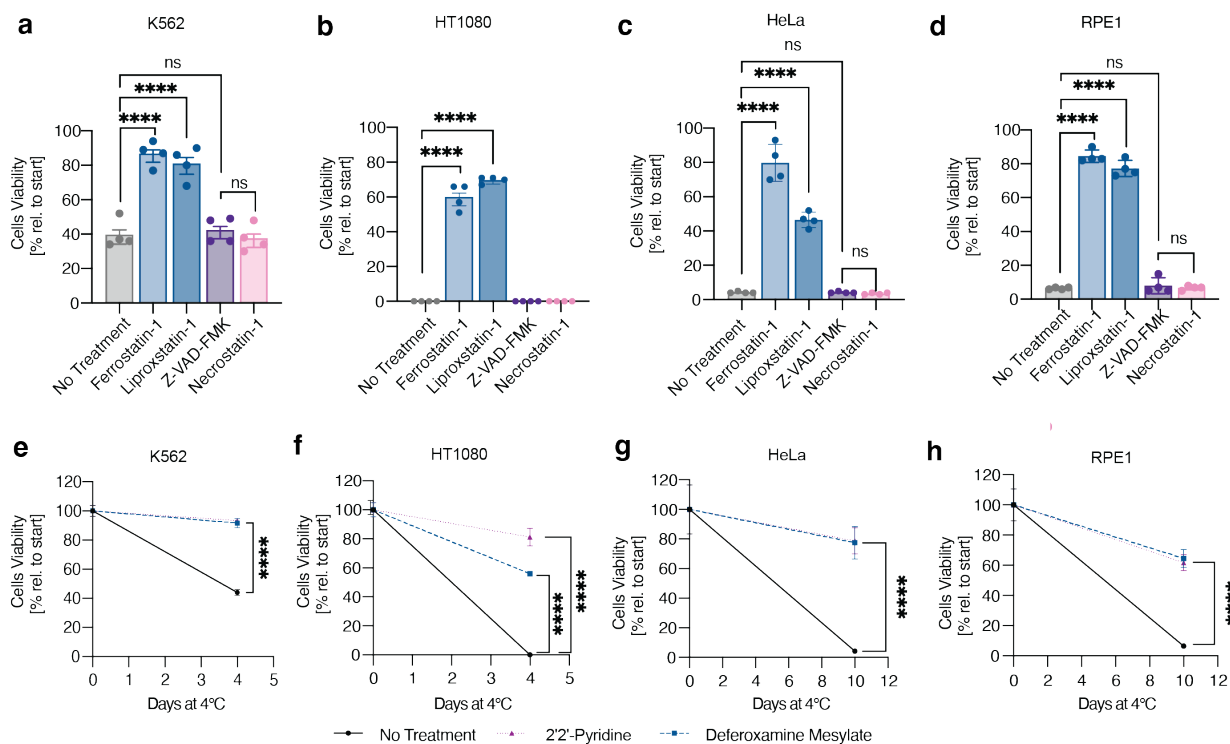 a
K562
ns
****
****
ns
Cells Viability
[% rel. to start]
100
80
60
40
20
0
No Treatment
Ferrostatin-1
Liproxstatin-1
Z-VAD-FMK
Necrostatin-1
b
HT1080
****
****
Cells Viability
[% rel. to start]
100
80
60
40
20
0
No Treatment
Ferrostatin-1
Liproxstatin-1
Z-VAD-FMK
Necrostatin-1
c
HeLa
ns
****
****
ns
Cells Viability
[% rel. to start]
100
80
60
40
20
0
No Treatment
Ferrostatin-1
Liproxstatin-1
Z-VAD-FMK
Necrostatin-1
d
RPE1
ns
****
****
ns
Cells Viability
[% rel. to start]
100
80
60
40
20
0
No Treatment
Ferrostatin-1
Liproxstatin-1
Z-VAD-FMK
Necrostatin-1
e
K562
Cells Viability
[% rel. to start]
120
100
80
60
40
20
0
****
0 1 2 3 4 5
Days at 4°C
f
HT1080
Cells Viability
[% rel. to start]
120
100
80
60
40
20
0
****
****
0 1 2 3 4 5
Days at 4°C
g
HeLa
Cells Viability
[% rel. to start]
120
100
80
60
40
20
0
****
0 2 4 6 8 10 12
Days at 4°C
h
RPE1
Cells Viability
[% rel. to start]
120
100
80
60
40
20
0
****
0 2 4 6 8 10 12
Days at 4°C
No Treatment 2'2'-Pyridine Deferoxamine Mesylate